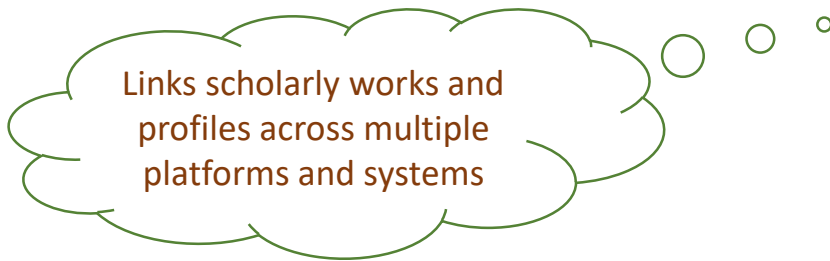 Links scholarly works and
profiles across multiple
platforms and systems